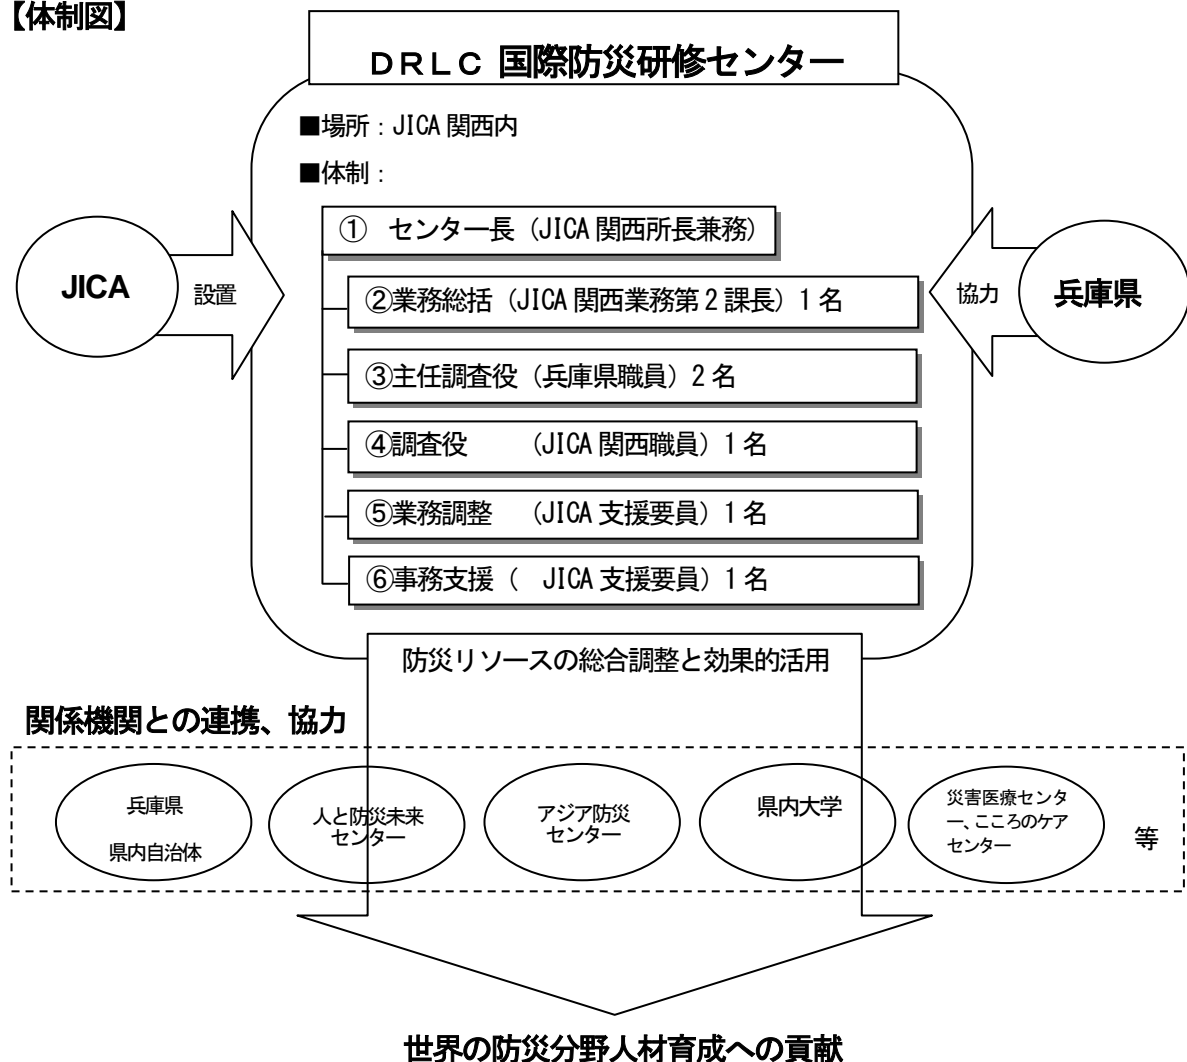 【体制図】
ＤＲＬＣ 国際防災研修センター
■場所：JICA 関西内
■体制：
① センター長（JICA 関西所長兼務）
JICA
設置
②業務総括（JICA 関西業務第 2 課長）1 名
協力
兵庫県
③主任調査役（兵庫県職員）2 名
④調査役　　（JICA 関西職員）1 名
⑤業務調整　（JICA 支援要員）1 名
⑥事務支援（　JICA 支援要員）1 名
防災リソースの総合調整と効果的活用
関係機関との連携、協力
兵庫県
県内自治体
人と防災未来
センター
アジア防災
センター
県内大学
災害医療センタ
ー、こころのケア
センター
等
世界の防災分野人材育成への貢献